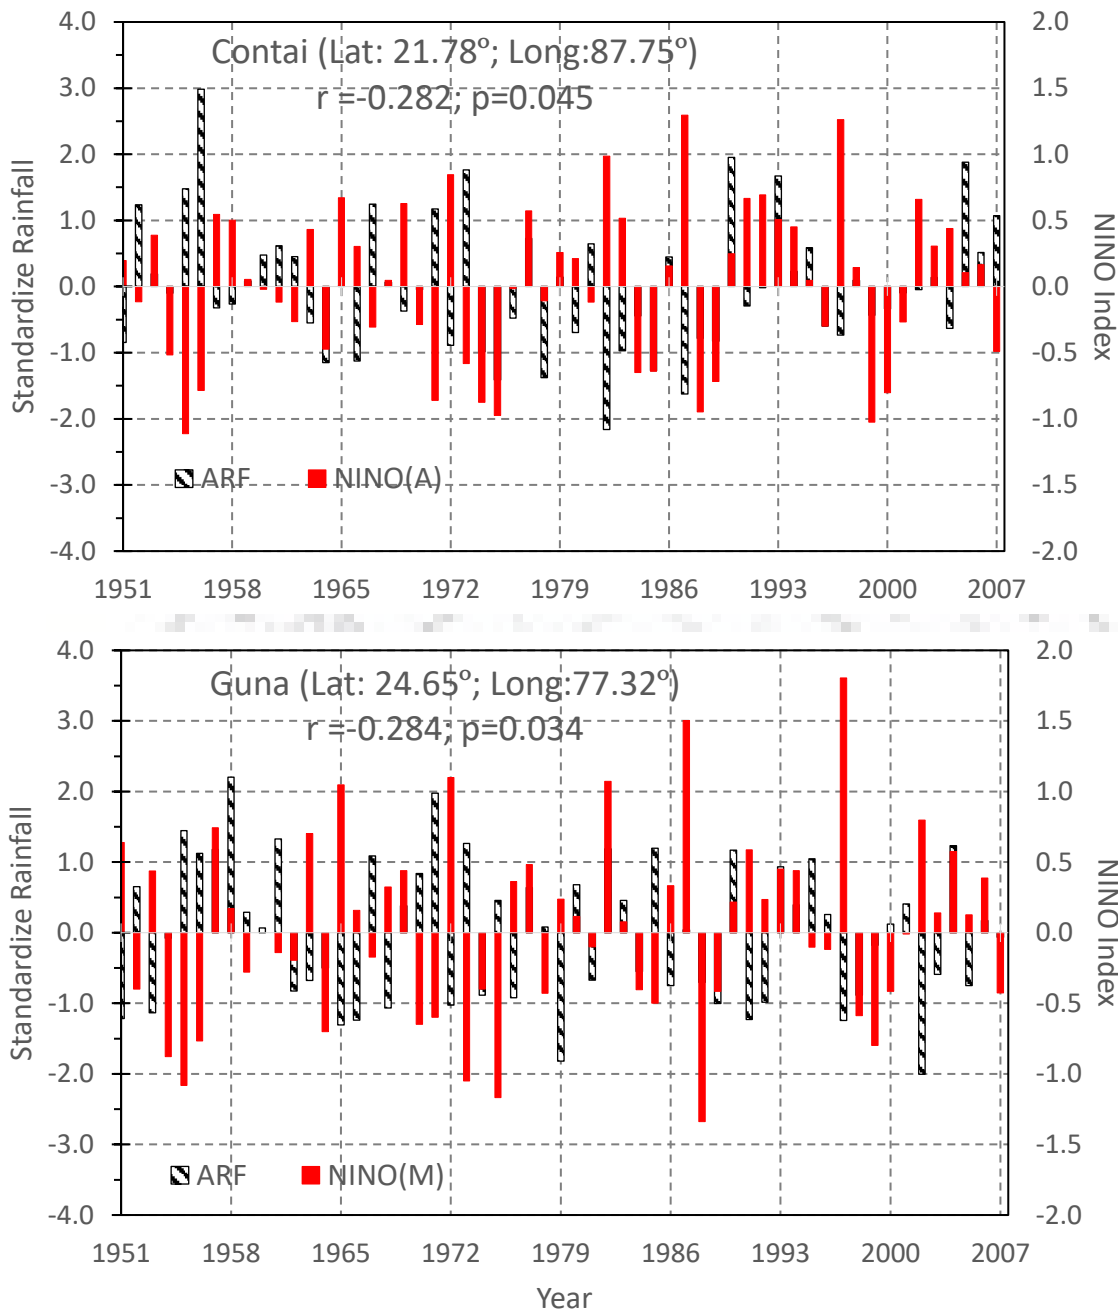 4.0
3.0
2.0
1.0
0.0
-1.0
-2.0
-3.0
-4.0
Standardize Rainfall
Contai (Lat: 21.78º; Long:87.75º)
r =-0.282; p=0.045
ARF NINO(A)
2.0
1.5
1.0
0.5
0.0
-0.5
-1.0
-1.5
-2.0
NINO Index
1951 1958 1965 1972 1979 1986 1993 2000 2007
4.0
3.0
2.0
1.0
0.0
-1.0
-2.0
-3.0
-4.0
Standardize Rainfall
Guna (Lat: 24.65º; Long:77.32º)
r =-0.284; p=0.034
ARF NINO(M)
2.0
1.5
1.0
0.5
0.0
-0.5
-1.0
-1.5
-2.0
NINO Index
1951 1958 1965 1972 1979 1986 1993 2000 2007
Year